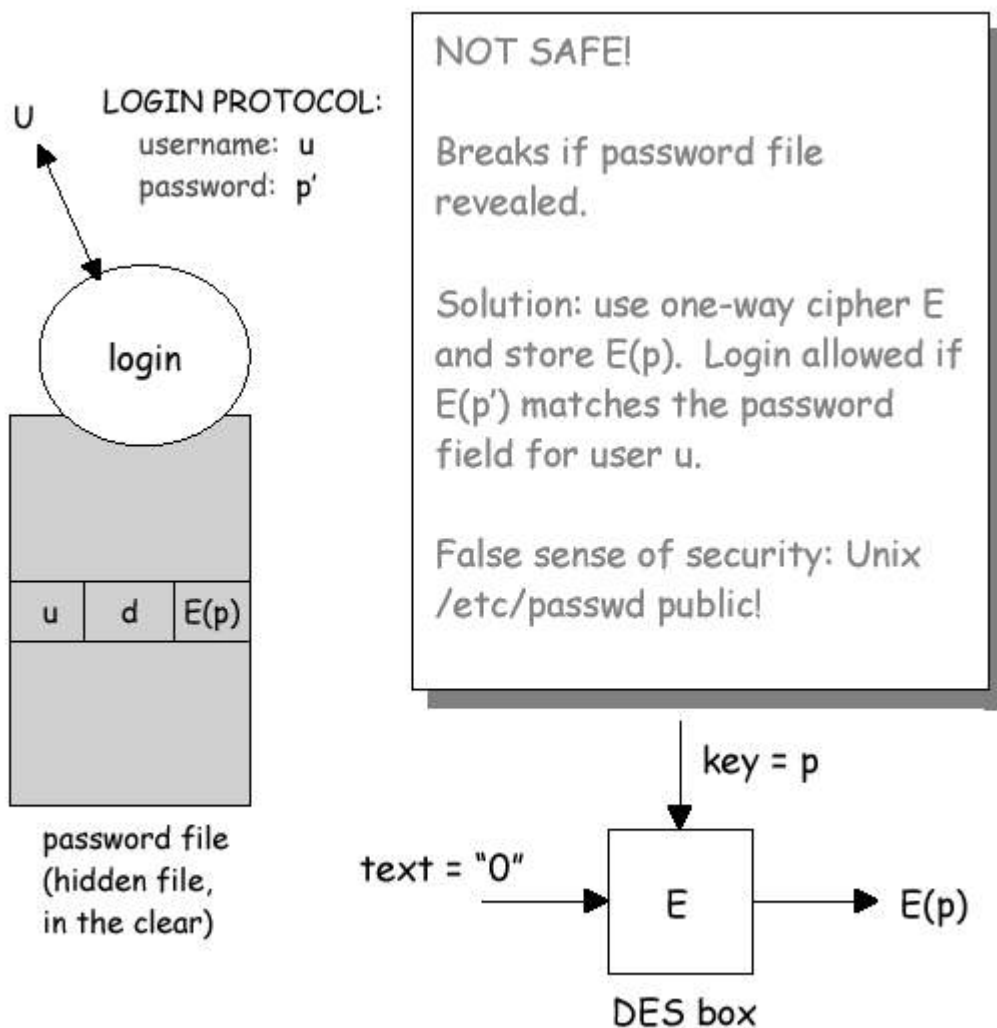 U
LOGIN PROTOCOL:
username: u
password: p'
login
u
d
E(p)
password file
(hidden file,
in the clear)
NOT SAFE!
Breaks if password file
revealed.
Solution: use one-way cipher E
and store E(p). Login allowed if
E(p') matches the password
field for user u.
False sense of security: Unix
/etc/passwd public!
key = p
text = "0"
E
E(p)
DES box